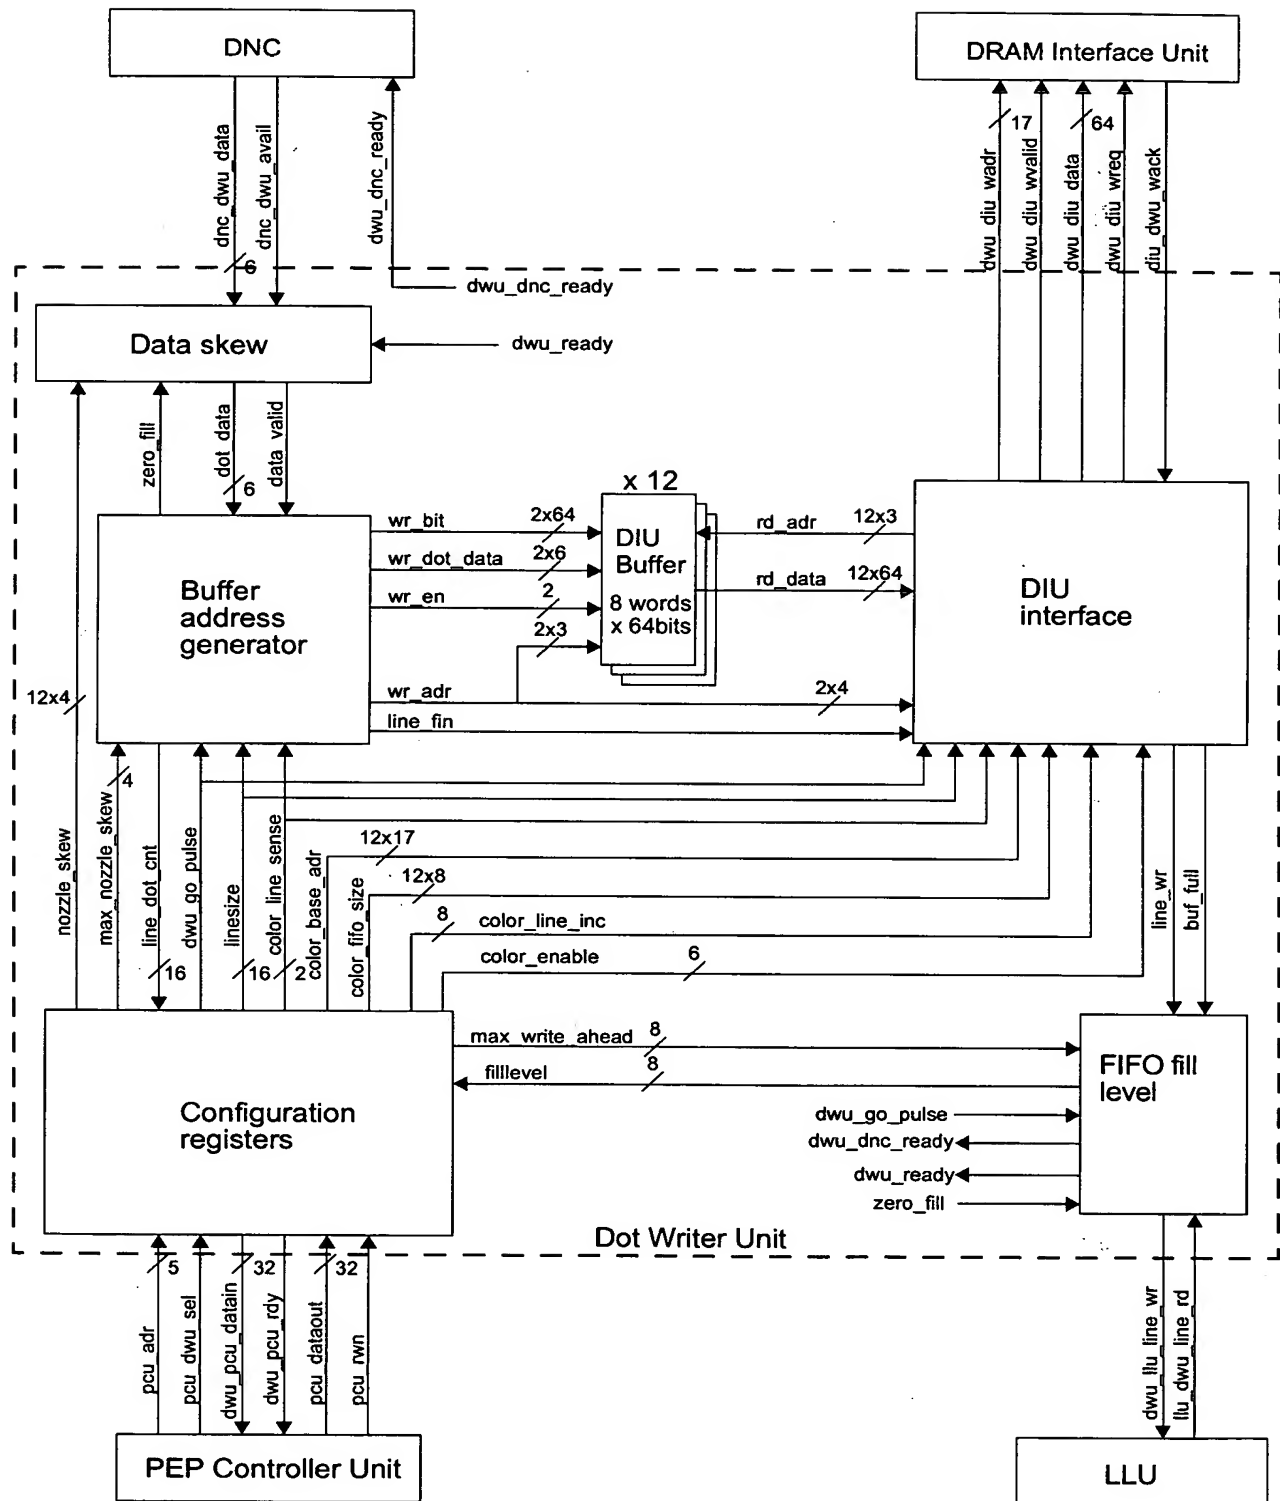 DNC
DRAM Interface Unit
dnc_dwu_data
dnc_dwu_avail
dwu_dnc_ready
6
17
64
dwu_diu_wadr
dwu_diu_wvalid
dwu_diu_data
dwu_diu_wreq
diu_dwu_wack
dwu_dnc_ready
Data skew
dwu_ready
zero_fill
dot_data
data_valid
6
x 12
wr_bit
2x64
wr_dot_data
2x6
wr_en
2
2x3
wr_adr
2x4
line_fin
DIU
Buffer
8 words
x 64bits
rd_adr
12x3
rd_data
12x64
Buffer
address
generator
DIU
interface
12x4
4
nozzle_skew
max_nozzle_skew
line_dot_cnt
16
dwu_go_pulse
linesize
16
color_line_sense
2
color_base_adr
12x17
color_fifo_size
12x8
8
color_line_inc
color_enable
6
line_wr
buf_full
max_write_ahead
8
filllevel
8
Configuration
registers
FIFO fill
level
dwu_go_pulse
dwu_dnc_ready
dwu_ready
zero_fill
Dot Writer Unit
5
32
32
pcu_adr
pcu_dwu_sel
dwu_pcu_datain
dwu_pcu_rdy
pcu_dataout
pcu_rwn
dwu_llu_line_wr
llu_dwu_line_rd
PEP Controller Unit
LLU